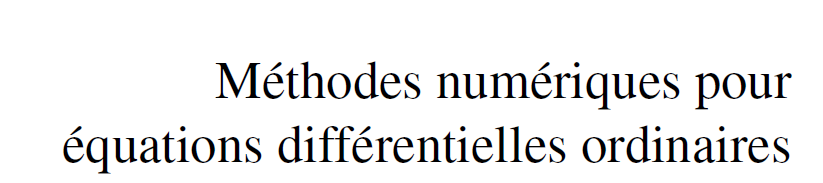 Méthodes numériques pour
équations différentielles ordinaires